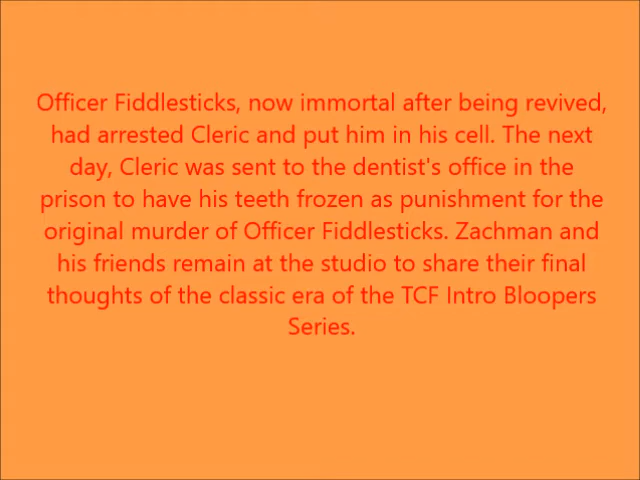 Officer Fiddlesticks, now immortal after being revived,
had arrested Cleric and put him in his cell. The next
day, Cleric was sent to the dentist's office in the
prison to have his teeth frozen as punishment for the
original murder of Officer Fiddlesticks. Zachman and
his friends remain at the studio to share their final
thoughts of the classic era of the TCF Intro Bloopers
Series.